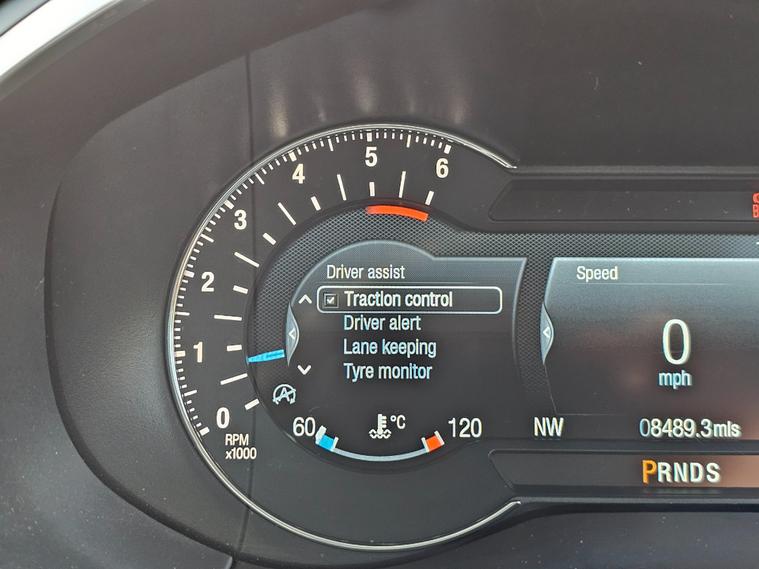 0
1
2
3
4
5
6
RPM
x1000
Driver assist
Traction control
Driver alert
Lane keeping
Tyre monitor
60
°C
120
Speed
0
mph
NW
08489.3mls
PRNDS